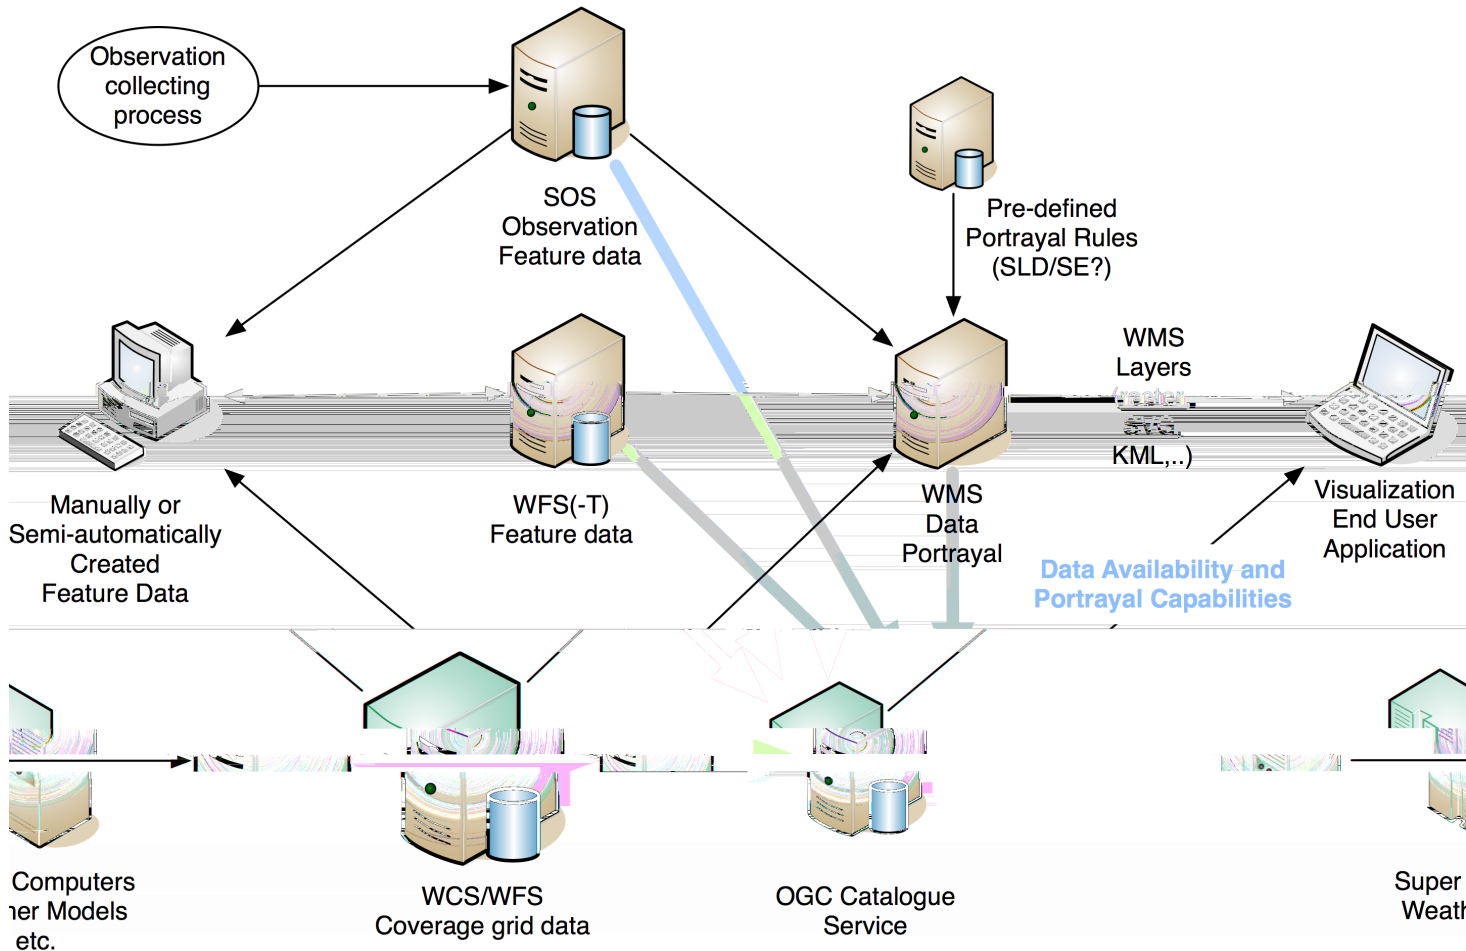 Observation
collecting
process
SOS
Observation
Feature data
Pre-defined
Portrayal Rules
(SLD/SE?)
WMS
Layers
KML,..)
Manually or
Semi-automatically
Created
Feature Data
WFS(-T)
Feature data
WMS
Data
Portrayal
Visualization
End User
Application
Data Availability and
Portrayal Capabilities
Computers
ner Models
etc.
WCS/WFS
Coverage grid data
OGC Catalogue
Service
Super
Weath